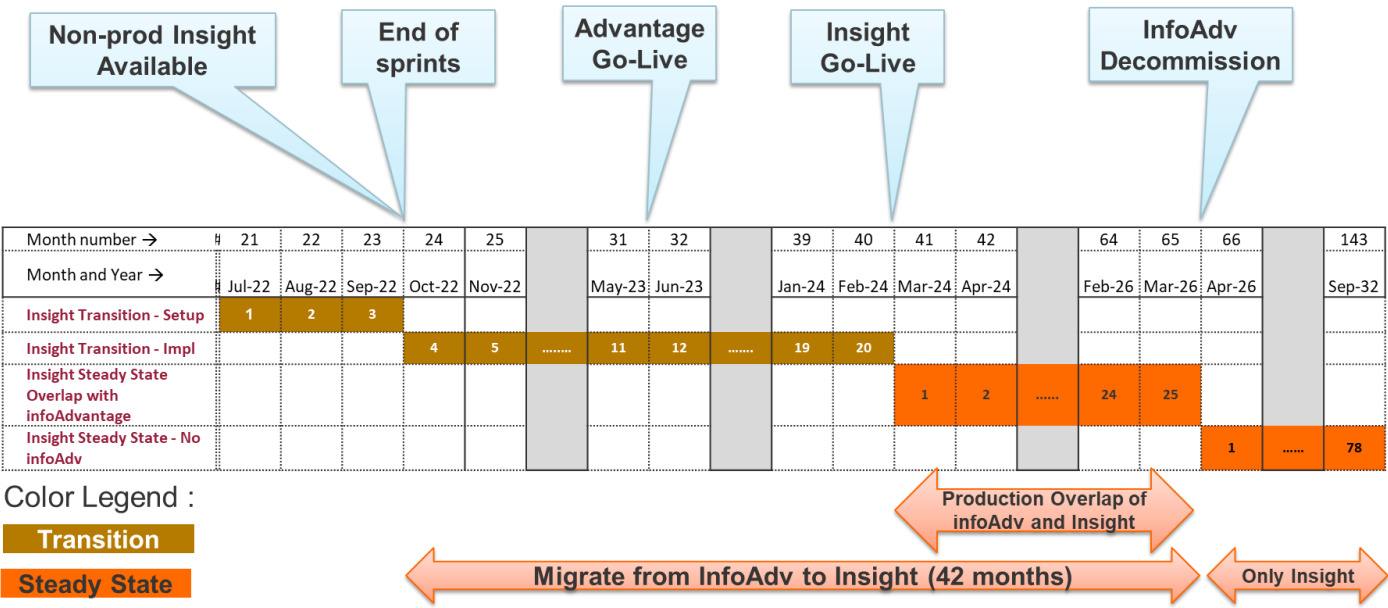 Non-prod Insight
Available
End of
sprints
Advantage
Go-Live
Insight
Go-Live
InfoAdv
Decommission
Month number → 21 22 23 24 25 31 32 39 40 41 42 64 65 66 143
Month and Year → Jul-22 Aug-22 Sep-22 Oct-22 Nov-22 May-23 Jun-23 Jan-24 Feb-24 Mar-24 Apr-24 Feb-26 Mar-26 Apr-26 Sep-32
Insight Transition - Setup 1 2 3
Insight Transition - Impl 4 5 ........ 11 12 ....... 19 20
Insight Steady State
Overlap with
infoAdvantage
1 2 ...... 24 25
Insight Steady State - No
infoAdv
1 ...... 78
Color Legend :
Transition
Steady State
Production Overlap of
infoAdv and Insight
Migrate from InfoAdv to Insight (42 months)
Only Insight